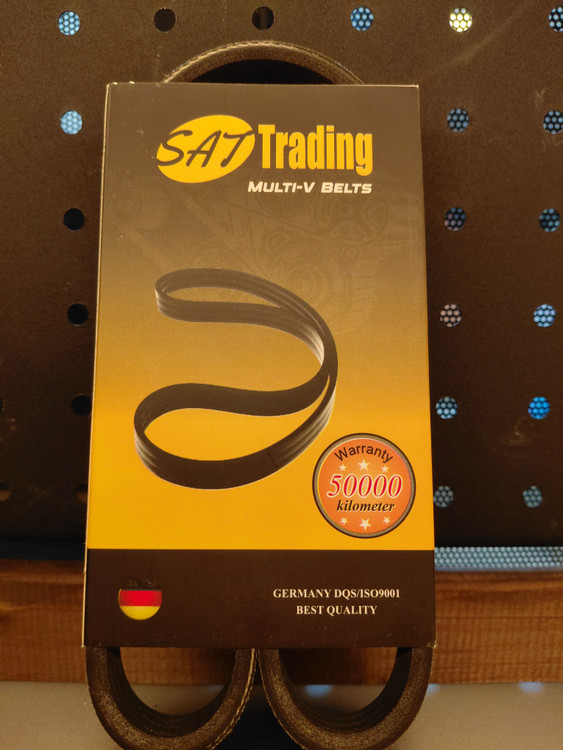 SAT Trading
MULTI-V BELTS
Warranty
50000
kilometer
GERMANY DQS/ISO9001
BEST QUALITY